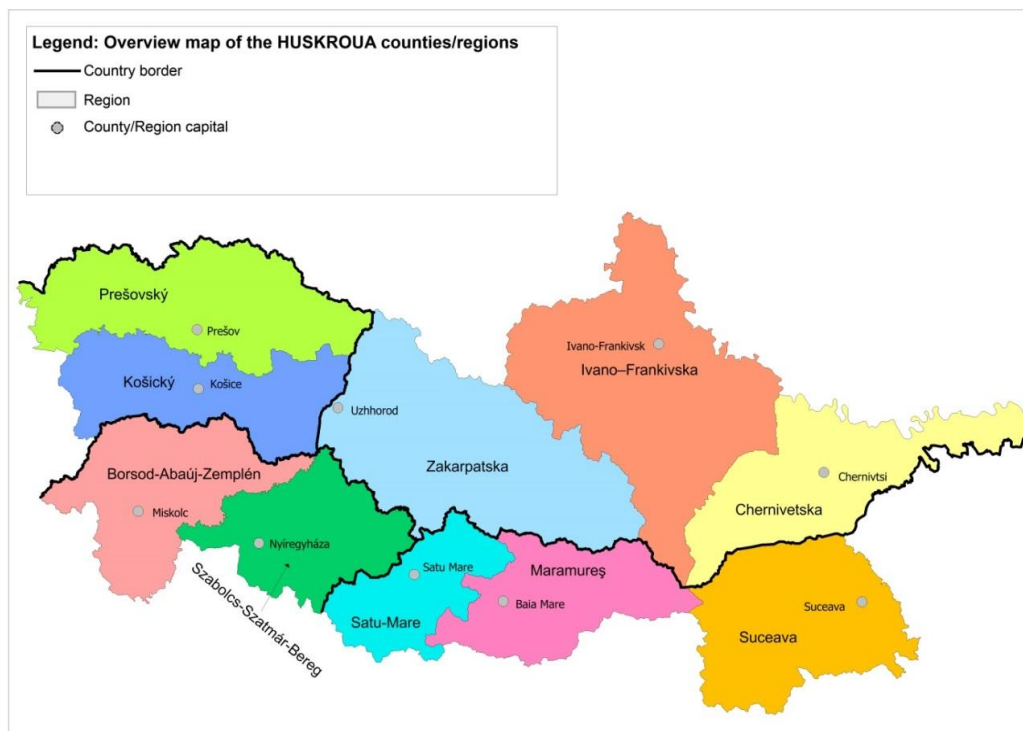 Legend: Overview map of the HUSKROUA counties/regions
Country border
Region
County/Region capital
Prešovský
Prešov
Košický
Košice
Ivano-Frankivsk
Ivano–Frankivska
Uzhhorod
Zakarpatska
Borsod-Abaúj-Zemplén
Miskolc
Chernivtsi
Chernivetska
Nyíregyháza
Szabolcs-Szatmár-Bereg
Satu Mare
Satu-Mare
Maramureş
Baia Mare
Suceava
Suceava